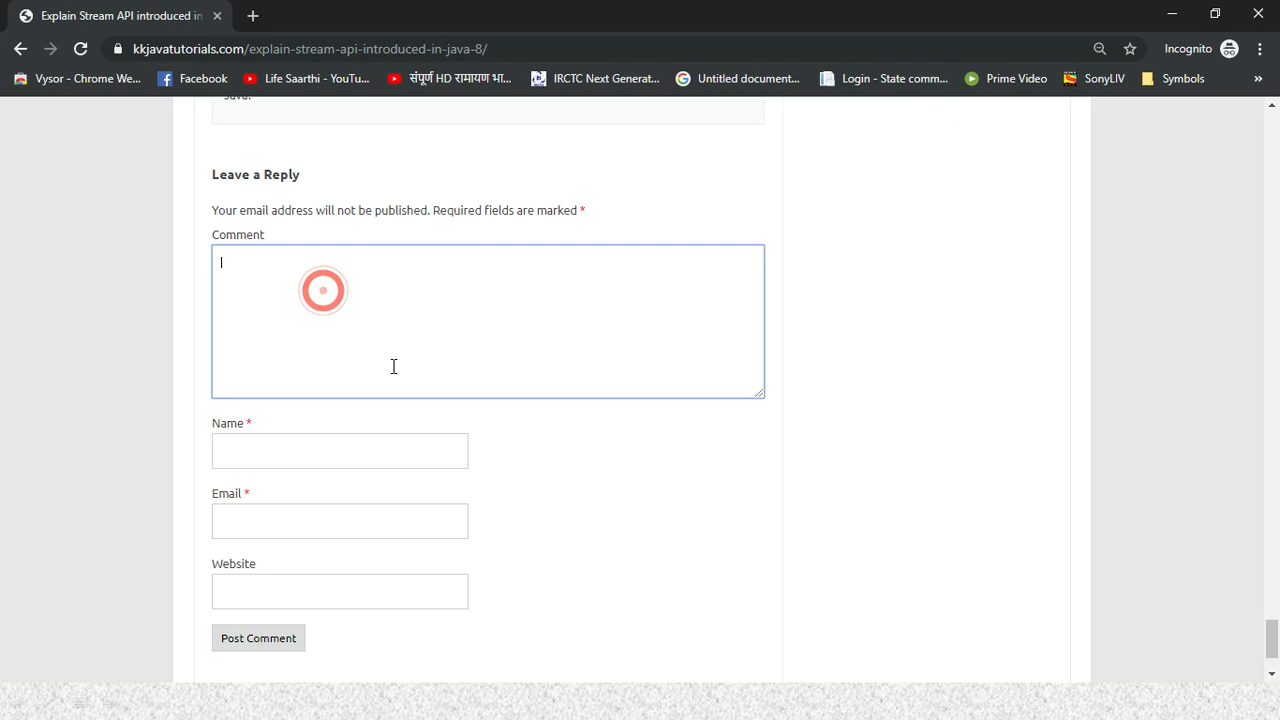 Explain Stream API introduced in
kkjavatutorials.com/explain-stream-api-introduced-in-java-8/
Incognito
Vysor - Chrome We... Facebook Life Saarthi - YouTu... संपूर्ण HD रामायण भा... IRCTC Next Generat... Untitled document... Login - State comm... Prime Video SonyLIV Symbols »
Java.
Leave a Reply
Your email address will not be published. Required fields are marked *
Comment
Name *
Email *
Website
Post Comment